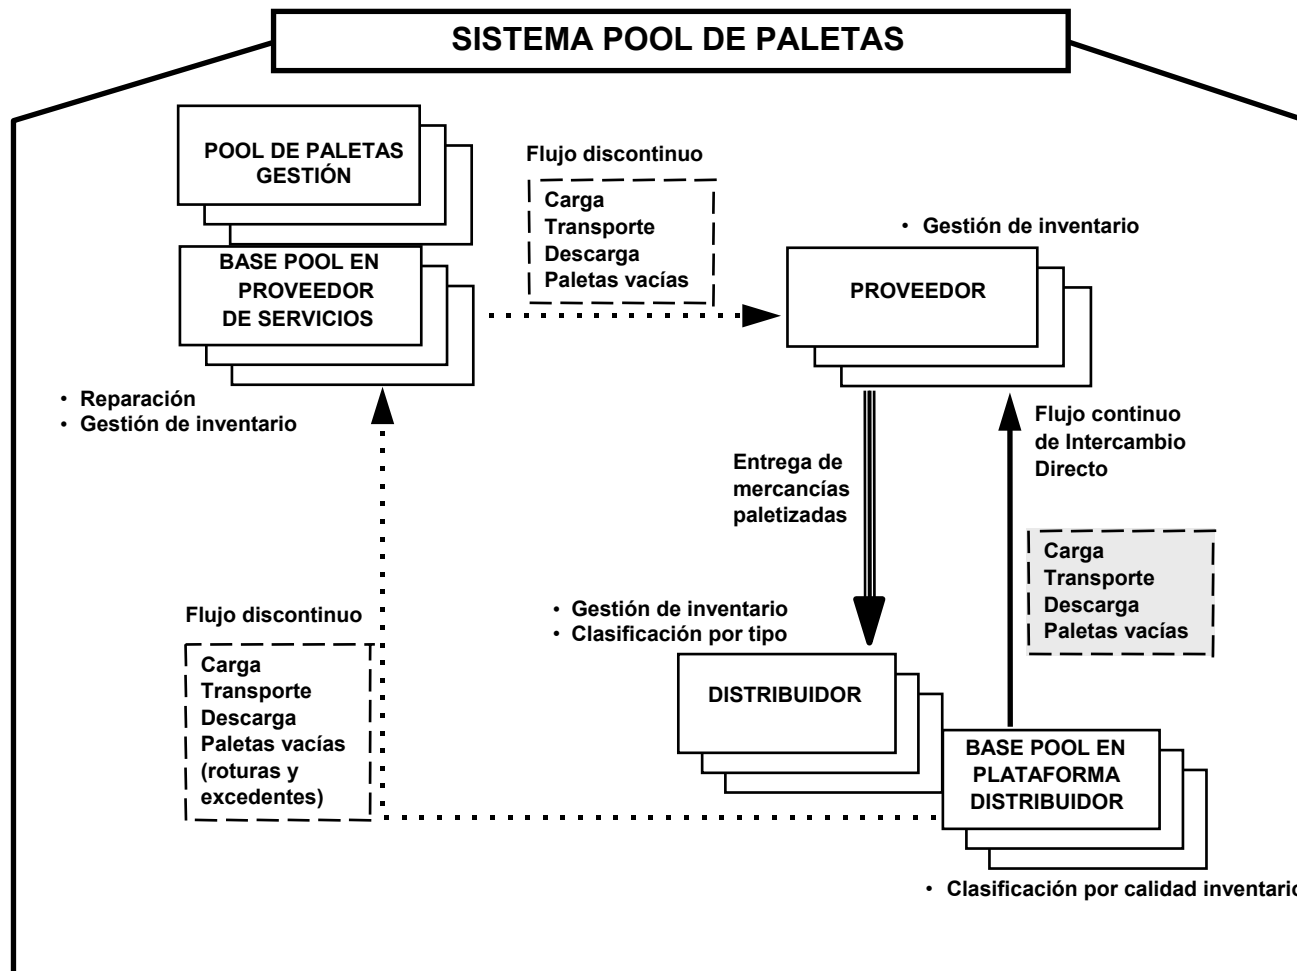 SISTEMA POOL DE PALETAS
POOL DE PALETAS
GESTIÓN
BASE POOL EN
PROVEEDOR
DE SERVICIOS
• Reparación
• Gestión de inventario
Flujo discontinuo
Carga
Transporte
Descarga
Paletas vacías
• Gestión de inventario
PROVEEDOR
Flujo continuo
de Intercambio
Directo
Entrega de
mercancías
paletizadas
Carga
Transporte
Descarga
Paletas vacías
Flujo discontinuo
Carga
Transporte
Descarga
Paletas vacías
(roturas y
excedentes)
• Gestión de inventario
• Clasificación por tipo
DISTRIBUIDOR
BASE POOL EN
PLATAFORMA
DISTRIBUIDOR
• Clasificación por calidad inventario